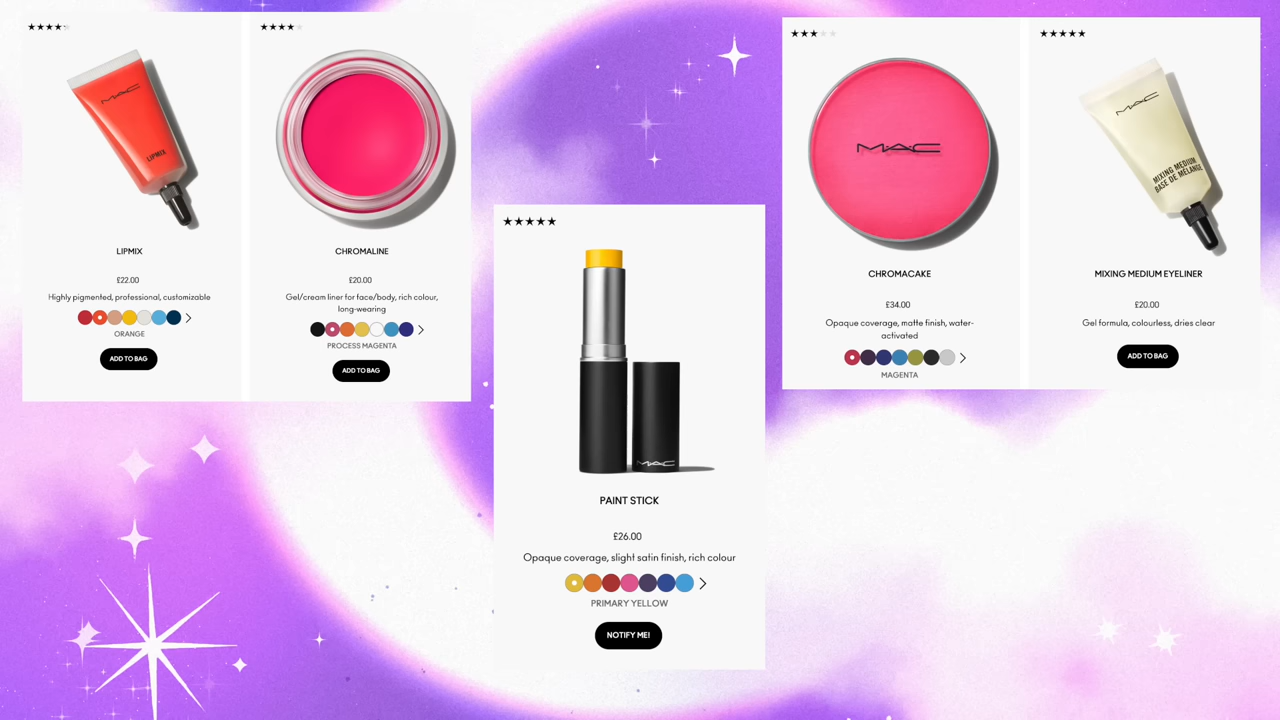 MAC
LIPMIX
LIPMIX
£22.00
Highly pigmented, professional, customizable
ORANGE
ADD TO BAG
CHROMALINE
£20.00
Gel/cream liner for face/body, rich colour,
long-wearing
PROCESS MAGENTA
ADD TO BAG
MAC
PAINT STICK
£26.00
Opaque coverage, slight satin finish, rich colour
PRIMARY YELLOW
NOTIFY ME!
MAC
CHROMACAKE
£34.00
Opaque coverage, matte finish, water-
activated
MAGENTA
MAC
MIXING MEDIUM
BASE DE MÉLANGE
MIXING MEDIUM EYELINER
£20.00
Gel formula, colourless, dries clear
ADD TO BAG